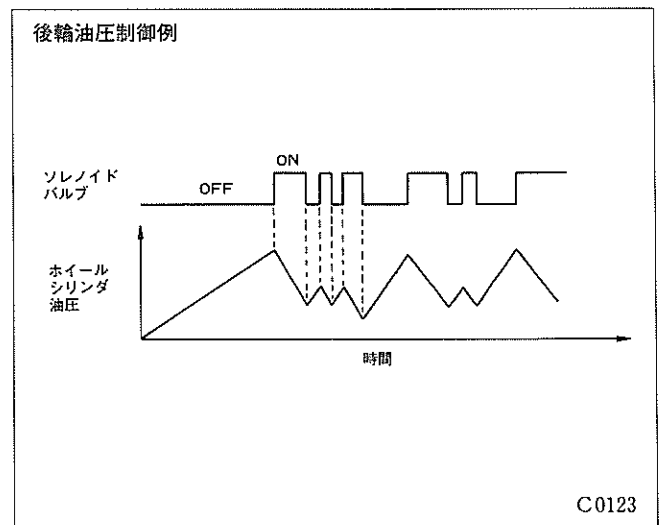 後輪油圧制御例
ON
ソレノイド
バルブ
OFF
ホイール
シリンダ
油圧
時間
C0123